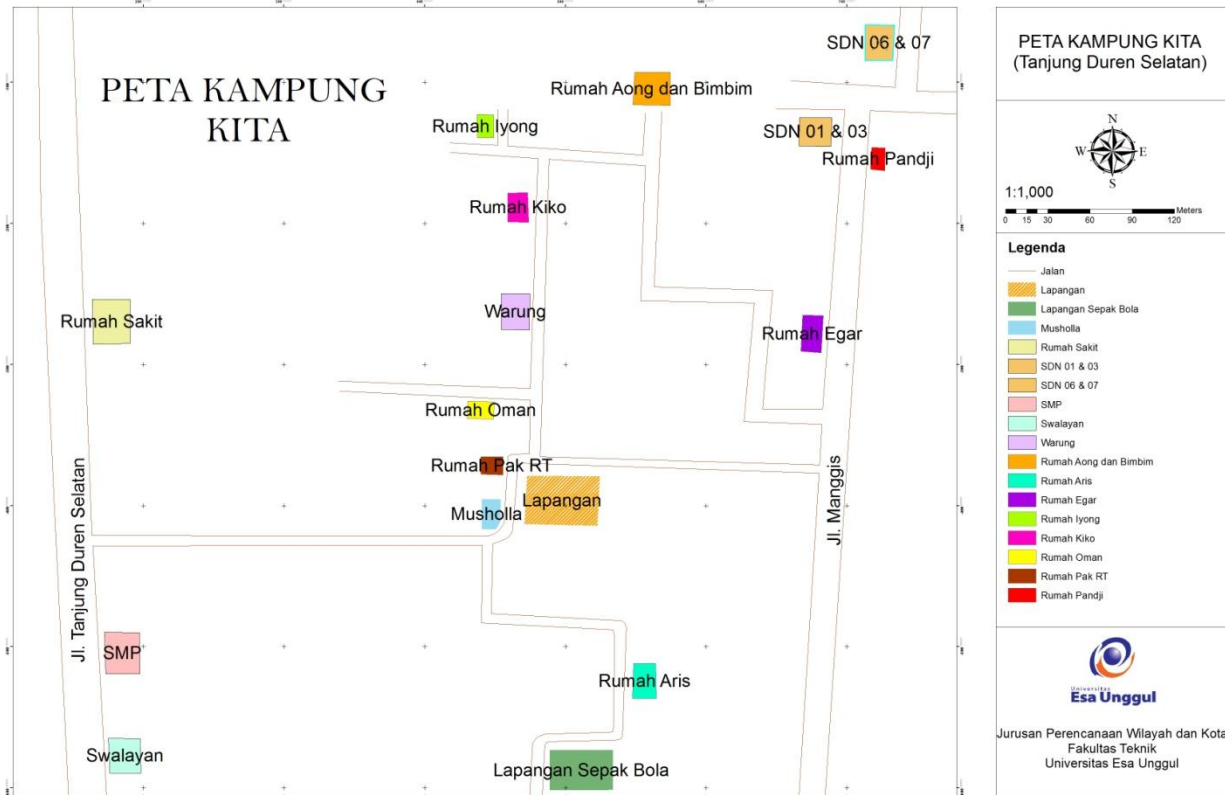 PETA KAMPUNG
KITA
SDN 06 & 07
Rumah Aong dan Bimbim
Rumah Iyong
SDN 01 & 03
Rumah Pandji
Rumah Kiko
Rumah Sakit
Warung
Rumah Egar
Rumah Oman
Rumah Pak RT
Lapangan
Musholla
Jl. Tanjung Duren Selatan
Jl. Manggis
SMP
Rumah Aris
Swalayan
Lapangan Sepak Bola
PETA KAMPUNG KITA
(Tanjung Duren Selatan)
N
W E
S
1:1,000
Meters
0 15 30 60 90 120
Legenda
Jalan
Lapangan
Lapangan Sepak Bola
Musholla
Rumah Sakit
SDN 01 & 03
SDN 06 & 07
SMP
Swalayan
Warung
Rumah Aong dan Bimbim
Rumah Aris
Rumah Egar
Rumah Iyong
Rumah Kiko
Rumah Oman
Rumah Pak RT
Rumah Pandji
Universitas
Esa Unggul
Jurusan Perencanaan Wilayah dan Kota
Fakultas Teknik
Universitas Esa Unggul